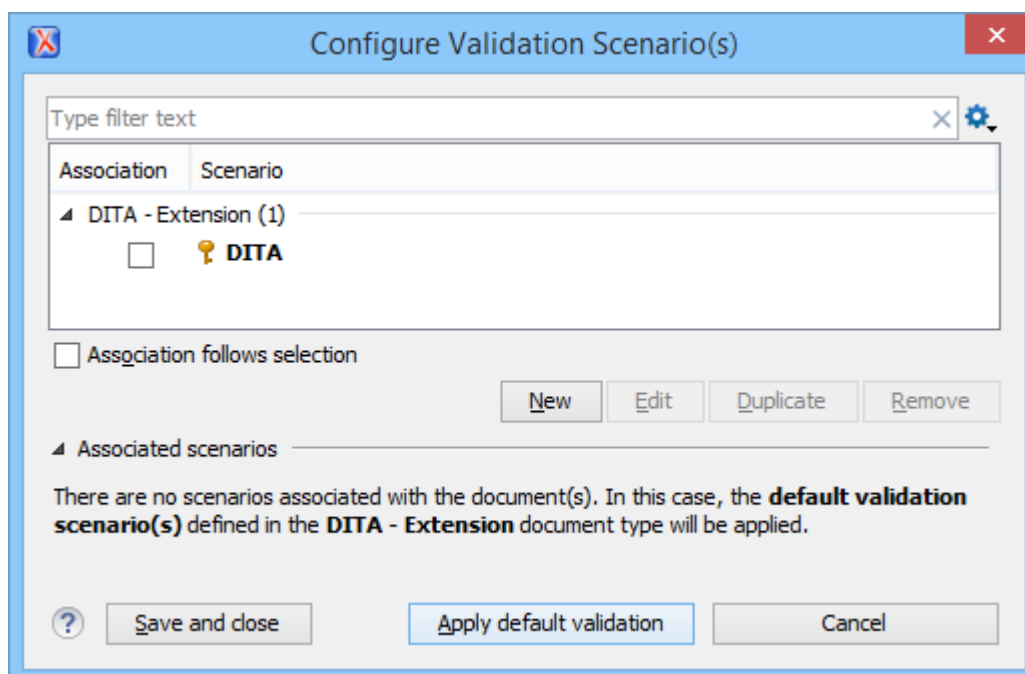 Configure Validation Scenario(s)
Type filter text
Association Scenario
DITA - Extension (1)
DITA
Association follows selection
New Edit Duplicate Remove
Associated scenarios
There are no scenarios associated with the document(s). In this case, the default validation
scenario(s) defined in the DITA - Extension document type will be applied.
? Save and close Apply default validation Cancel